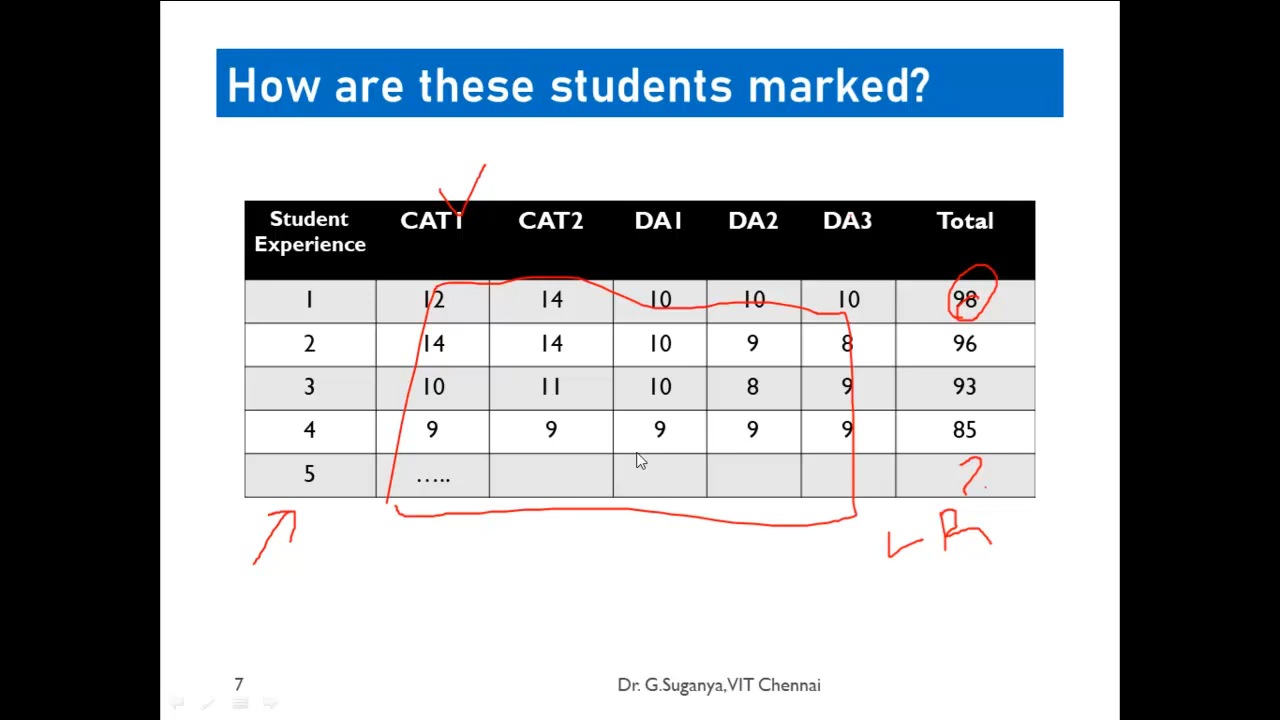 How are these students marked?
Student Experience CAT1 CAT2 DA1 DA2 DA3 Total
1 12 14 10 10 10 98
2 14 14 10 9 8 96
3 10 11 10 8 9 93
4 9 9 9 9 9 85
5 ..... ?
LR
7 Dr. G.Suganya,VIT Chennai